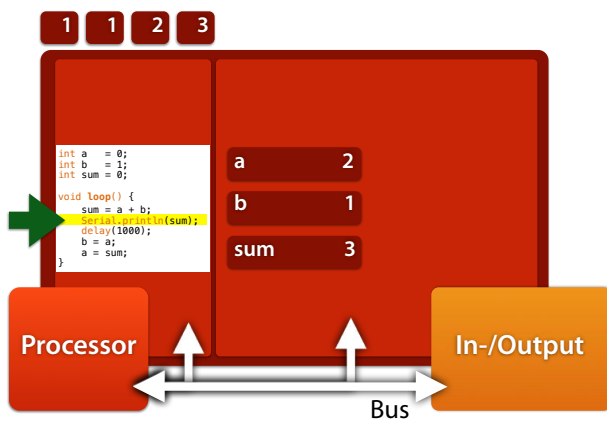 1 1 2 3
int a   = 0;
int b   = 1;
int sum = 0;
void loop() {
sum = a + b;
Serial.println(sum);
delay(1000);
b = a;
a = sum;
}
a 2
b 1
sum 3
Processor
In-/Output
Bus